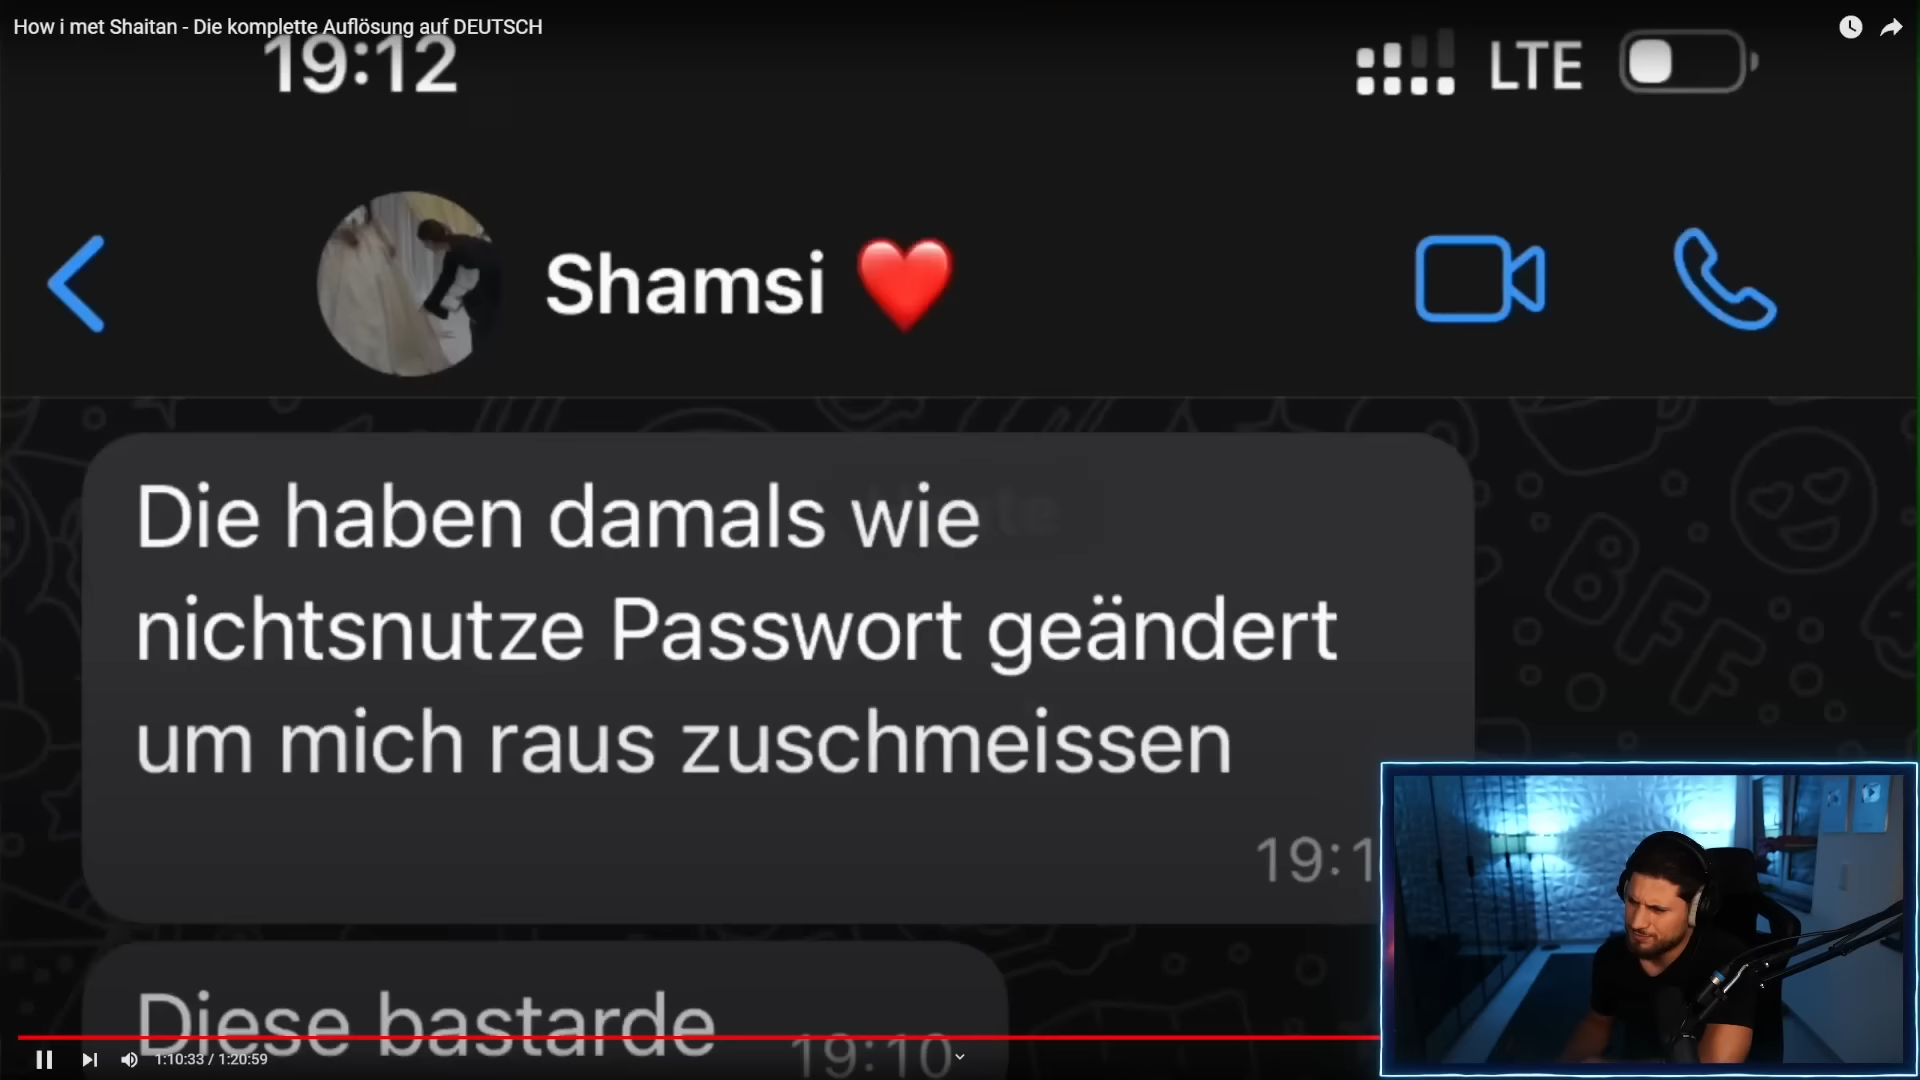 How i met Shaitan - Die komplette Auflösung auf DEUTSCH
19:12
LTE
Shamsi ❤️
Die haben damals wie
nichtsnutze Passwort geändert
um mich raus zuschmeissen
19:1
Diese bastarde
19:10
1:10:33 / 1:20:59
BFF